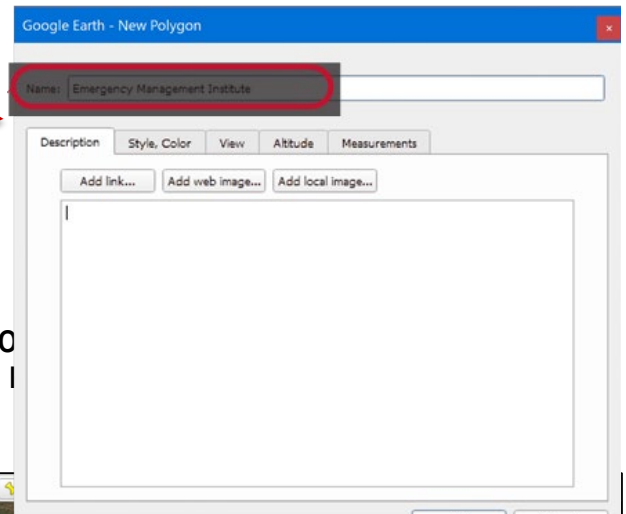 Google Earth - New Polygon
Name: Emergency Management Institute
Description Style, Color View Altitude Measurements
Add link... Add web image... Add local image...